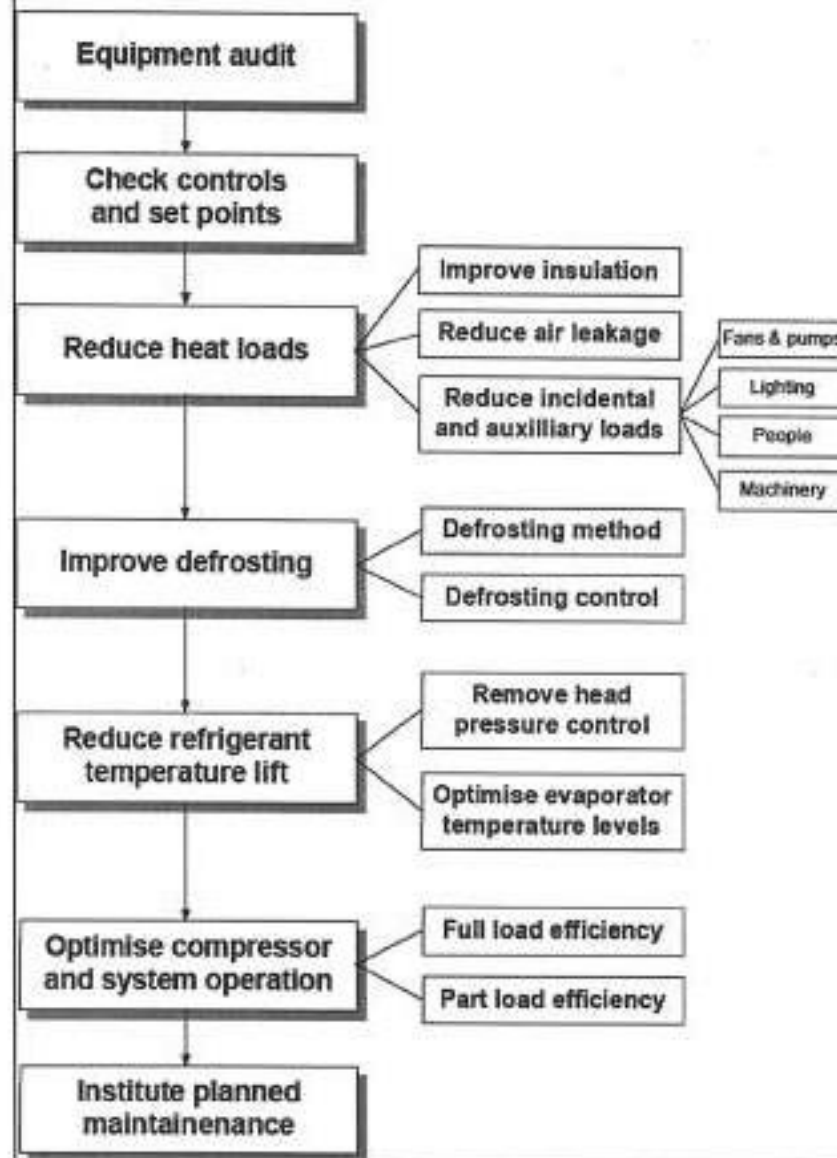 Equipment audit
Check controls
and set points
Reduce heat loads
Improve insulation
Reduce air leakage
Reduce incidental
and auxilliary loads
Fans & pumps
Lighting
People
Machinery
Improve defrosting
Defrosting method
Defrosting control
Reduce refrigerant
temperature lift
Remove head
pressure control
Optimise evaporator
temperature levels
Optimise compressor
and system operation
Full load efficiency
Part load efficiency
Institute planned
maintainenance